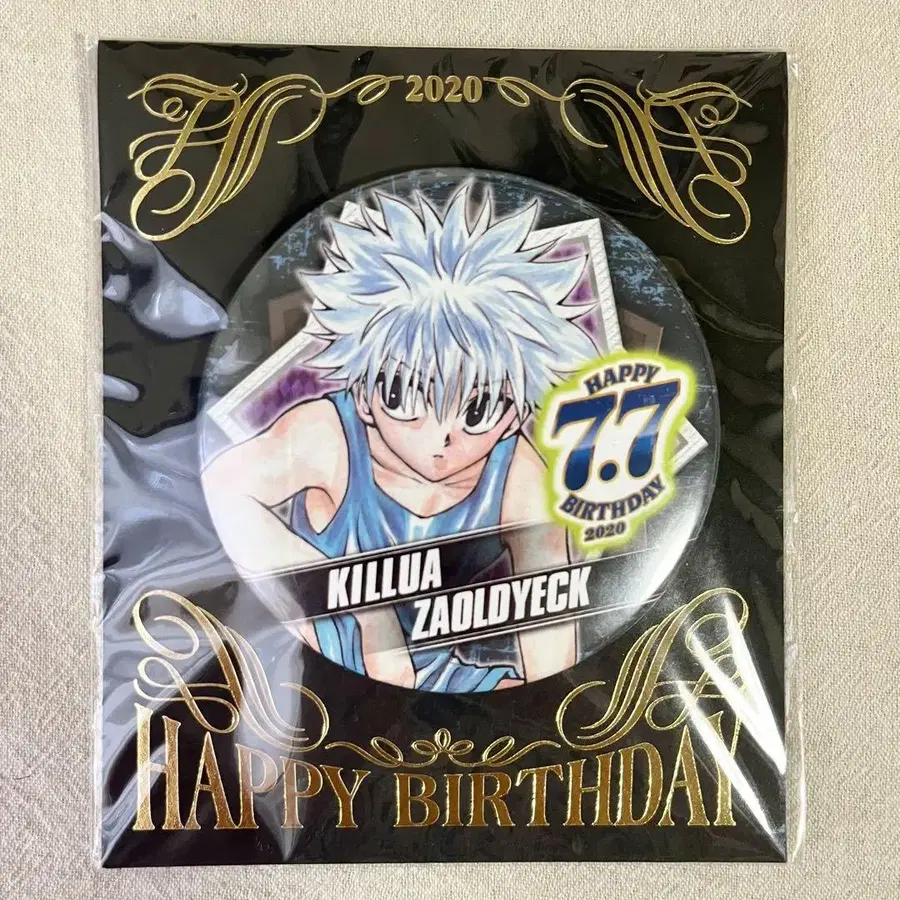 2020
HAPPY
7.7
BIRTHDAY
2020
KILLUA
ZAOLDYECK
HAPPY BIRTHDAY